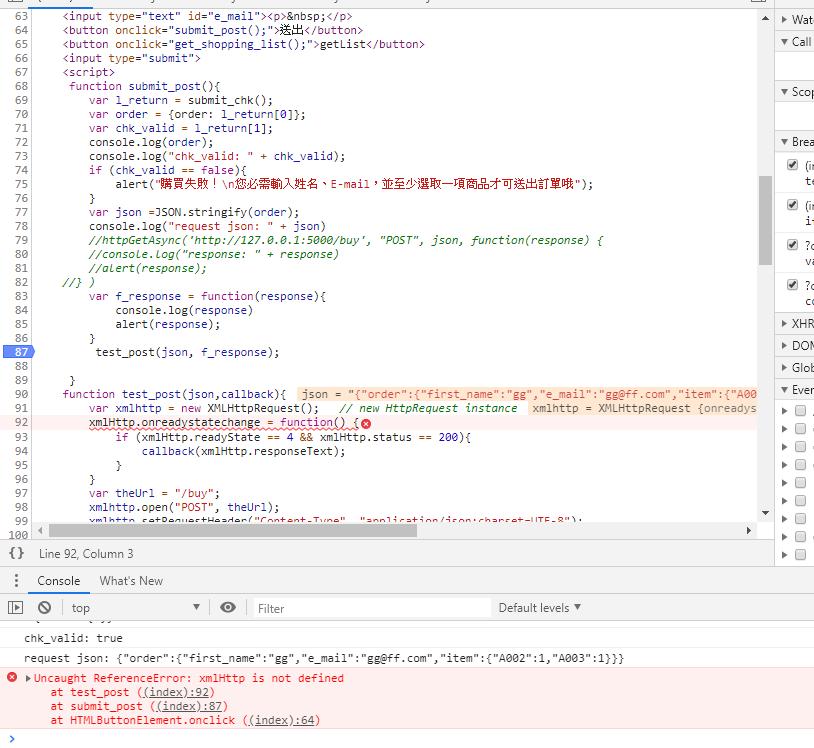 63 <input type="text" id="e_mail"><p>&nbsp;</p>
64 <button onclick="submit_post();">送出</button>
65 <button onclick="get_shopping_list();">getList</button>
66 <input type="submit">
67 <script>
68 function submit_post(){
69 var l_return = submit_chk();
70 var order = {order: l_return[0]};
71 var chk_valid = l_return[1];
72 console.log(order);
73 console.log("chk_valid: " + chk_valid);
74 if (chk_valid == false){
75 alert("購買失敗！\n您必需輸入姓名、E-mail，並至少選取一項商品才可送出訂單哦");
76 }
77 var json =JSON.stringify(order);
78 console.log("request json: " + json)
79 //httpGetAsync('http://127.0.0.1:5000/buy', "POST", json, function(response) {
80 //console.log("response: " + response)
81 //alert(response);
82 //} )
83 var f_response = function(response){
84 console.log(response)
85 alert(response);
86 }
87 test_post(json, f_response);
88
89 }
90 function test_post(json,callback){ json = "{"order":{"first_name":"gg","e_mail":"gg@ff.com","item":{"A00
91 var xmlhttp = new XMLHttpRequest(); // new HttpRequest instance xmlhttp = XMLHttpRequest {onreadys
92 xmlHttp.onreadystatechange = function() {
93 if (xmlHttp.readyState == 4 && xmlHttp.status == 200){
94 callback(xmlHttp.responseText);
95 }
96 }
97 var theUrl = "/buy";
98 xmlhttp.open("POST", theUrl);
99 xmlhttp.setRequestHeader("Content-Type", "application/json;charset=UTF-8");
100
Wat
Call
Scop
Brea
(in
te
(in
i
?c
va
?c
co
XHR
DOM
Glob
Even
{} Line 92, Column 3
Console What's New
top Filter Default levels
chk_valid: true
request json: {"order":{"first_name":"gg","e_mail":"gg@ff.com","item":{"A002":1,"A003":1}}}
Uncaught ReferenceError: xmlHttp is not defined
at test_post ((index):92)
at submit_post ((index):87)
at HTMLButtonElement.onclick ((index):64)